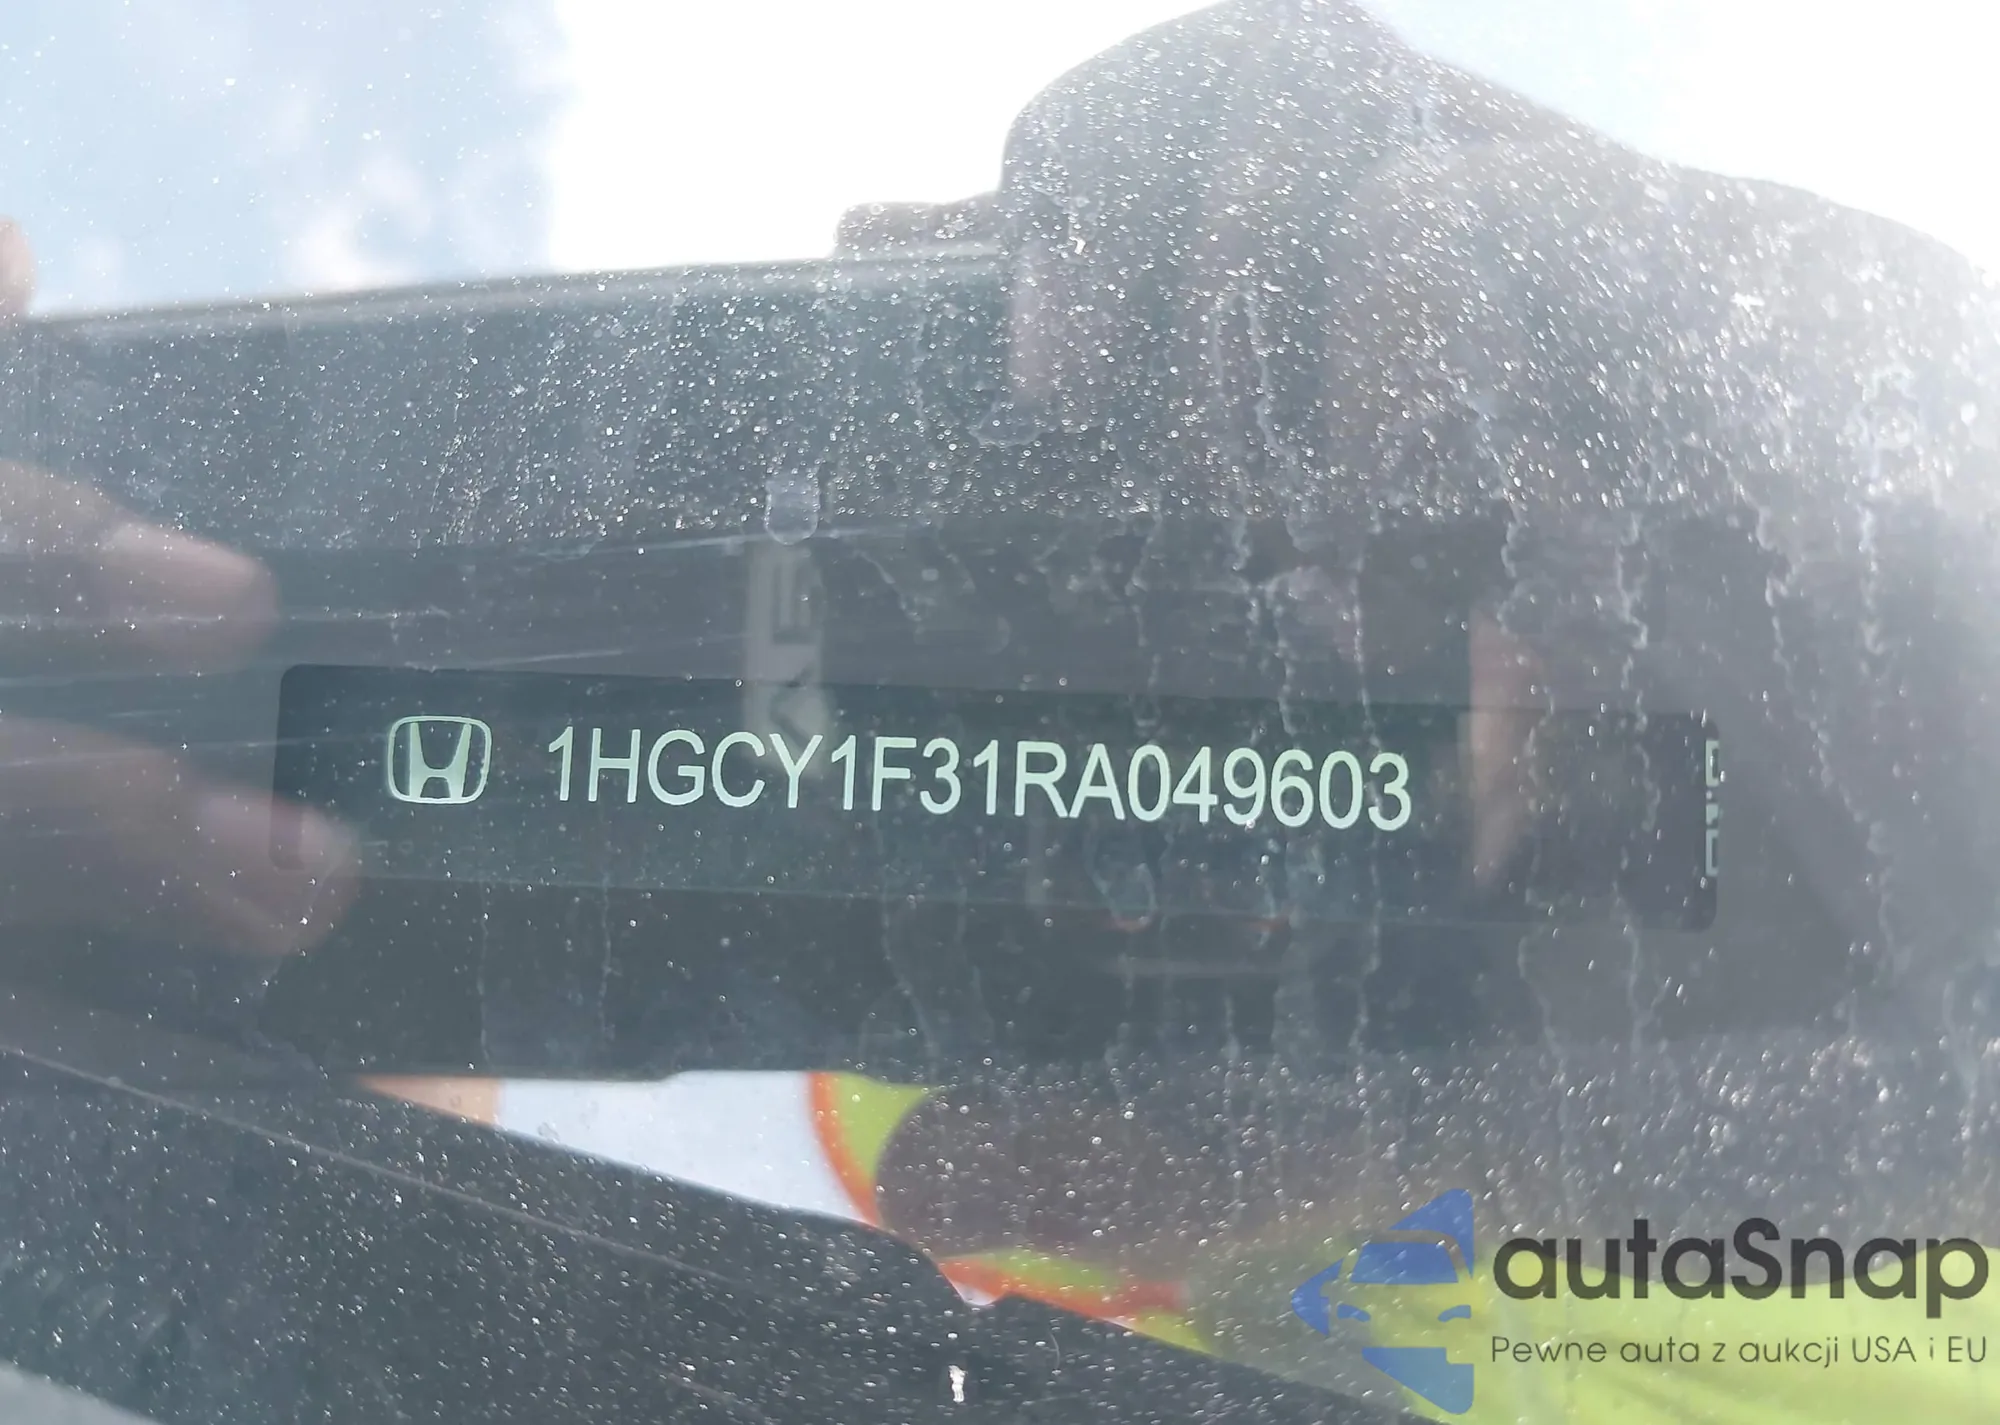 1HGCY1F31RA049603
autaSnap
Pewne auta z aukcji USA i EU